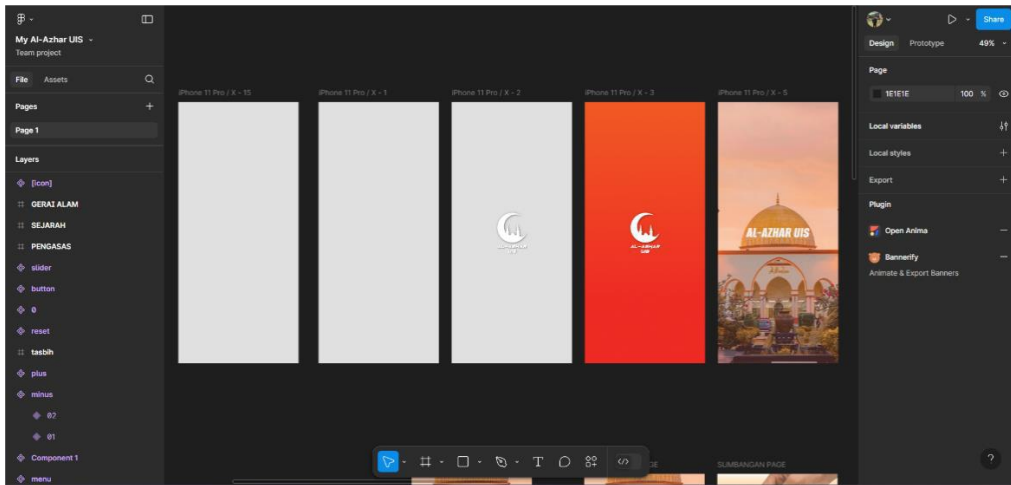 My Al-Azhar UIS
Team project
File Assets
Pages
Page 1
Layers
[icon]
GERAI ALAM
SEJARAH
PENGASAS
slider
button
0
reset
tasbih
plus
minus
02
01
Component 1
menu
iPhone 11 Pro / X - 15
iPhone 11 Pro / X - 1
iPhone 11 Pro / X - 2
iPhone 11 Pro / X - 3
iPhone 11 Pro / X - 5
AL-AZHAR
UIS
AL-AZHAR
UIS
AL-AZHAR UIS
SUMBANGAN PAGE
Share
Design Prototype 49%
Page
1E1E1E 100 %
Local variables
Local styles
Export
Plugin
Open Anima
Bannerify
Animate & Export Banners
?